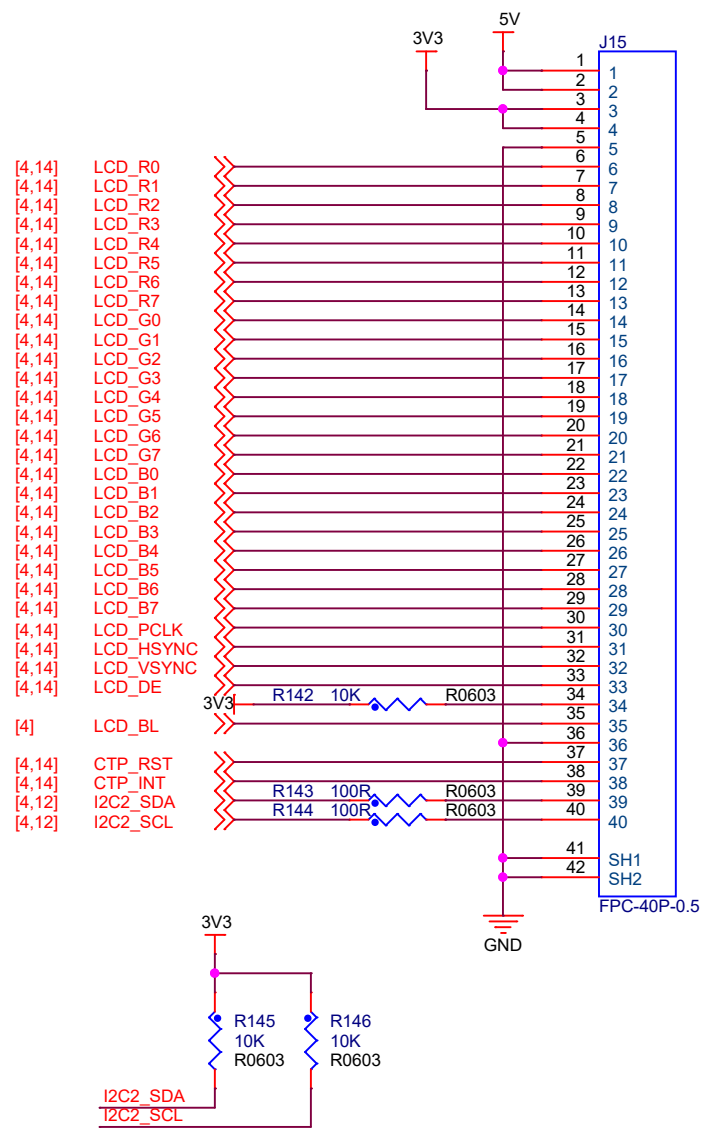 5V
3V3
J15
1 1
2 2
3 3
4 4
5 5
[4,14] LCD_R0 6 6
[4,14] LCD_R1 7 7
[4,14] LCD_R2 8 8
[4,14] LCD_R3 9 9
[4,14] LCD_R4 10 10
[4,14] LCD_R5 11 11
[4,14] LCD_R6 12 12
[4,14] LCD_R7 13 13
[4,14] LCD_G0 14 14
[4,14] LCD_G1 15 15
[4,14] LCD_G2 16 16
[4,14] LCD_G3 17 17
[4,14] LCD_G4 18 18
[4,14] LCD_G5 19 19
[4,14] LCD_G6 20 20
[4,14] LCD_G7 21 21
[4,14] LCD_B0 22 22
[4,14] LCD_B1 23 23
[4,14] LCD_B2 24 24
[4,14] LCD_B3 25 25
[4,14] LCD_B4 26 26
[4,14] LCD_B5 27 27
[4,14] LCD_B6 28 28
[4,14] LCD_B7 29 29
[4,14] LCD_PCLK 30 30
[4,14] LCD_HSYNC 31 31
[4,14] LCD_VSYNC 32 32
[4,14] LCD_DE 33 33
3V3 R142 10K R0603 34 34
[4] LCD_BL 35 35
36 36
[4,14] CTP_RST 37 37
[4,14] CTP_INT 38 38
[4,12] I2C2_SDA R143 100R R0603 39 39
[4,12] I2C2_SCL R144 100R R0603 40 40
41 SH1
42 SH2
FPC-40P-0.5
GND
3V3
R145 R146
10K 10K
R0603 R0603
I2C2_SDA
I2C2_SCL